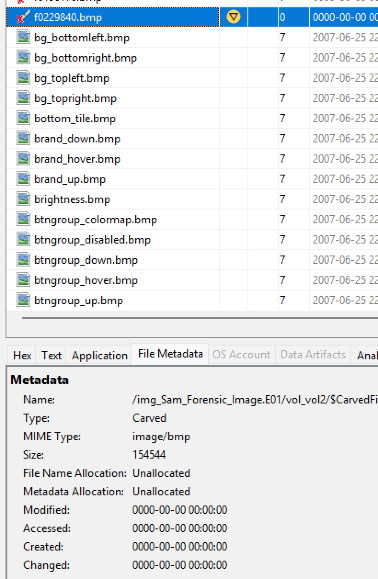 f0229840.bmp 0 0000-00-00 00
bg_bottomleft.bmp 7 2007-06-25 22
bg_bottomright.bmp 7 2007-06-25 22
bg_topleft.bmp 7 2007-06-25 22
bg_topright.bmp 7 2007-06-25 22
bottom_tile.bmp 7 2007-06-25 22
brand_down.bmp 7 2007-06-25 22
brand_hover.bmp 7 2007-06-25 22
brand_up.bmp 7 2007-06-25 22
brightness.bmp 7 2007-06-25 22
btngroup_colormap.bmp 7 2007-06-25 22
btngroup_disabled.bmp 7 2007-06-25 22
btngroup_down.bmp 7 2007-06-25 22
btngroup_hover.bmp 7 2007-06-25 22
btngroup_up.bmp 7 2007-06-25 22
Hex Text Application File Metadata OS Account Data Artifacts Anal
Metadata
Name: /img_Sam_Forensic_Image.E01/vol_vol2/$CarvedFi
Type: Carved
MIME Type: image/bmp
Size: 154544
File Name Allocation: Unallocated
Metadata Allocation: Unallocated
Modified: 0000-00-00 00:00:00
Accessed: 0000-00-00 00:00:00
Created: 0000-00-00 00:00:00
Changed: 0000-00-00 00:00:00